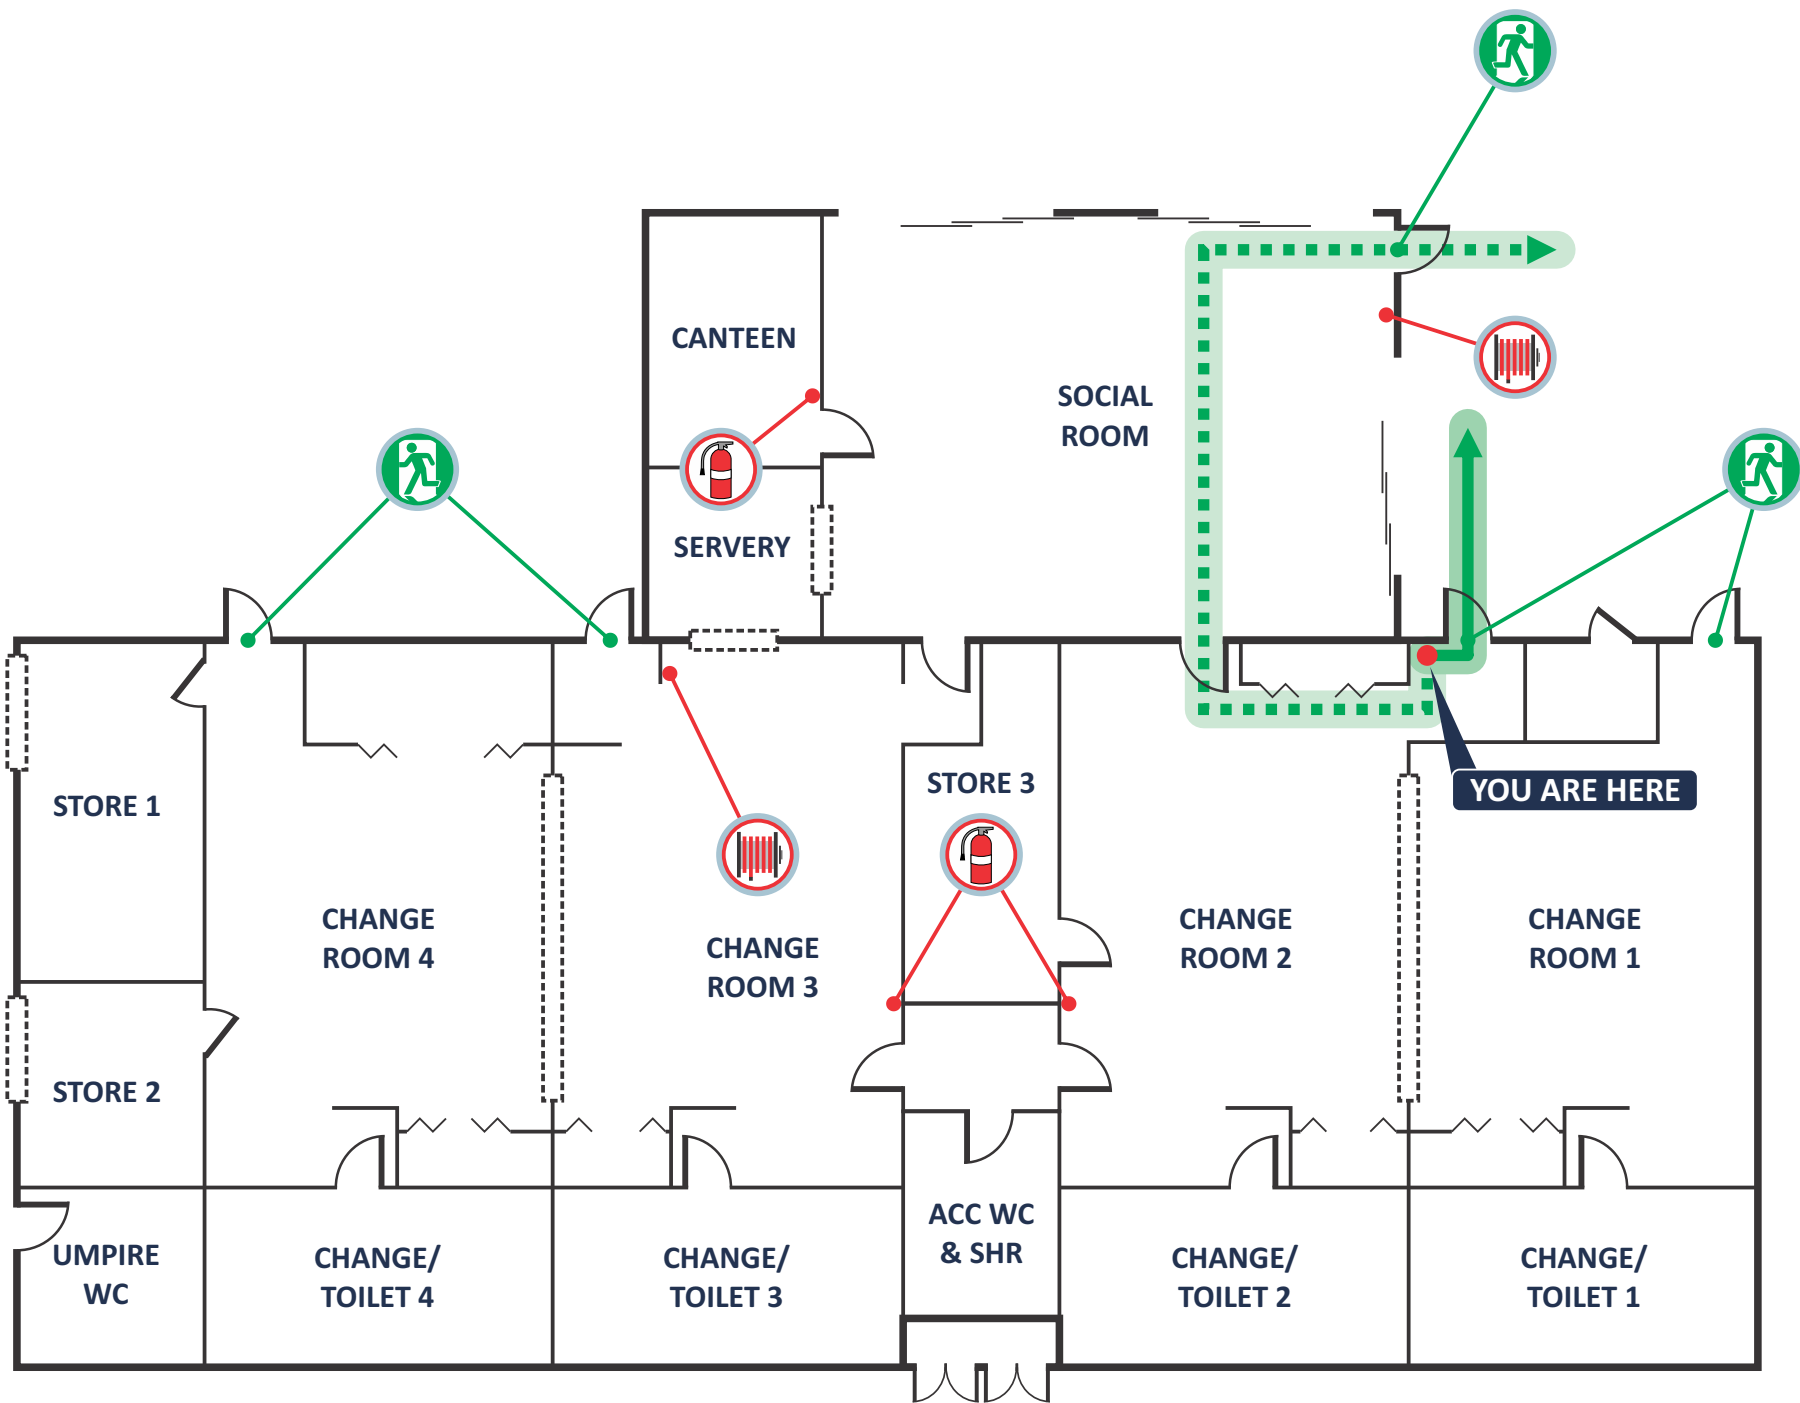 CANTEEN
SOCIAL
ROOM
SERVERY
STORE 1
STORE 3
YOU ARE HERE
CHANGE
ROOM 4
CHANGE
ROOM 3
CHANGE
ROOM 2
CHANGE
ROOM 1
STORE 2
UMPIRE
WC
CHANGE/
TOILET 4
CHANGE/
TOILET 3
ACC WC
& SHR
CHANGE/
TOILET 2
CHANGE/
TOILET 1